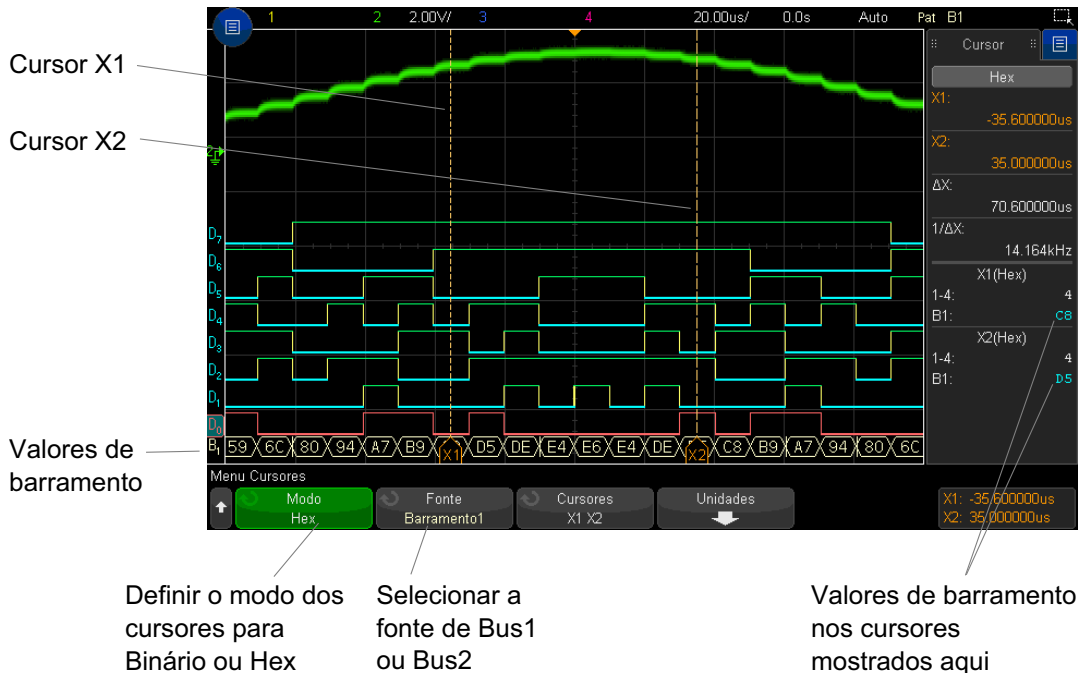 1 2 2.00V/ 3 4 20.00us/ 0.0s Auto Pat B1
Cursor X1
Cursor X2
Cursor
Hex
X1:
-35.600000us
X2:
35.000000us
ΔX:
70.600000us
1/ΔX:
14.164kHz
X1(Hex)
1-4: 4
B1: C8
X2(Hex)
1-4: 4
B1: D5
2
D7
D6
D5
D4
D3
D2
D1
D0
B1 59 6C 80 94 A7 B9 X1 D5 DE E4 E6 E4 DE X2 C8 B9 A7 94 80 6C
Valores de
barramento
Menu Cursores
Modo
Hex
Fonte
Barramento1
Cursores
X1 X2
Unidades
X1: -35.600000us
X2: 35.000000us
Definir o modo dos
cursores para
Binário ou Hex
Selecionar a
fonte de Bus1
ou Bus2
Valores de barramento
nos cursores
mostrados aqui